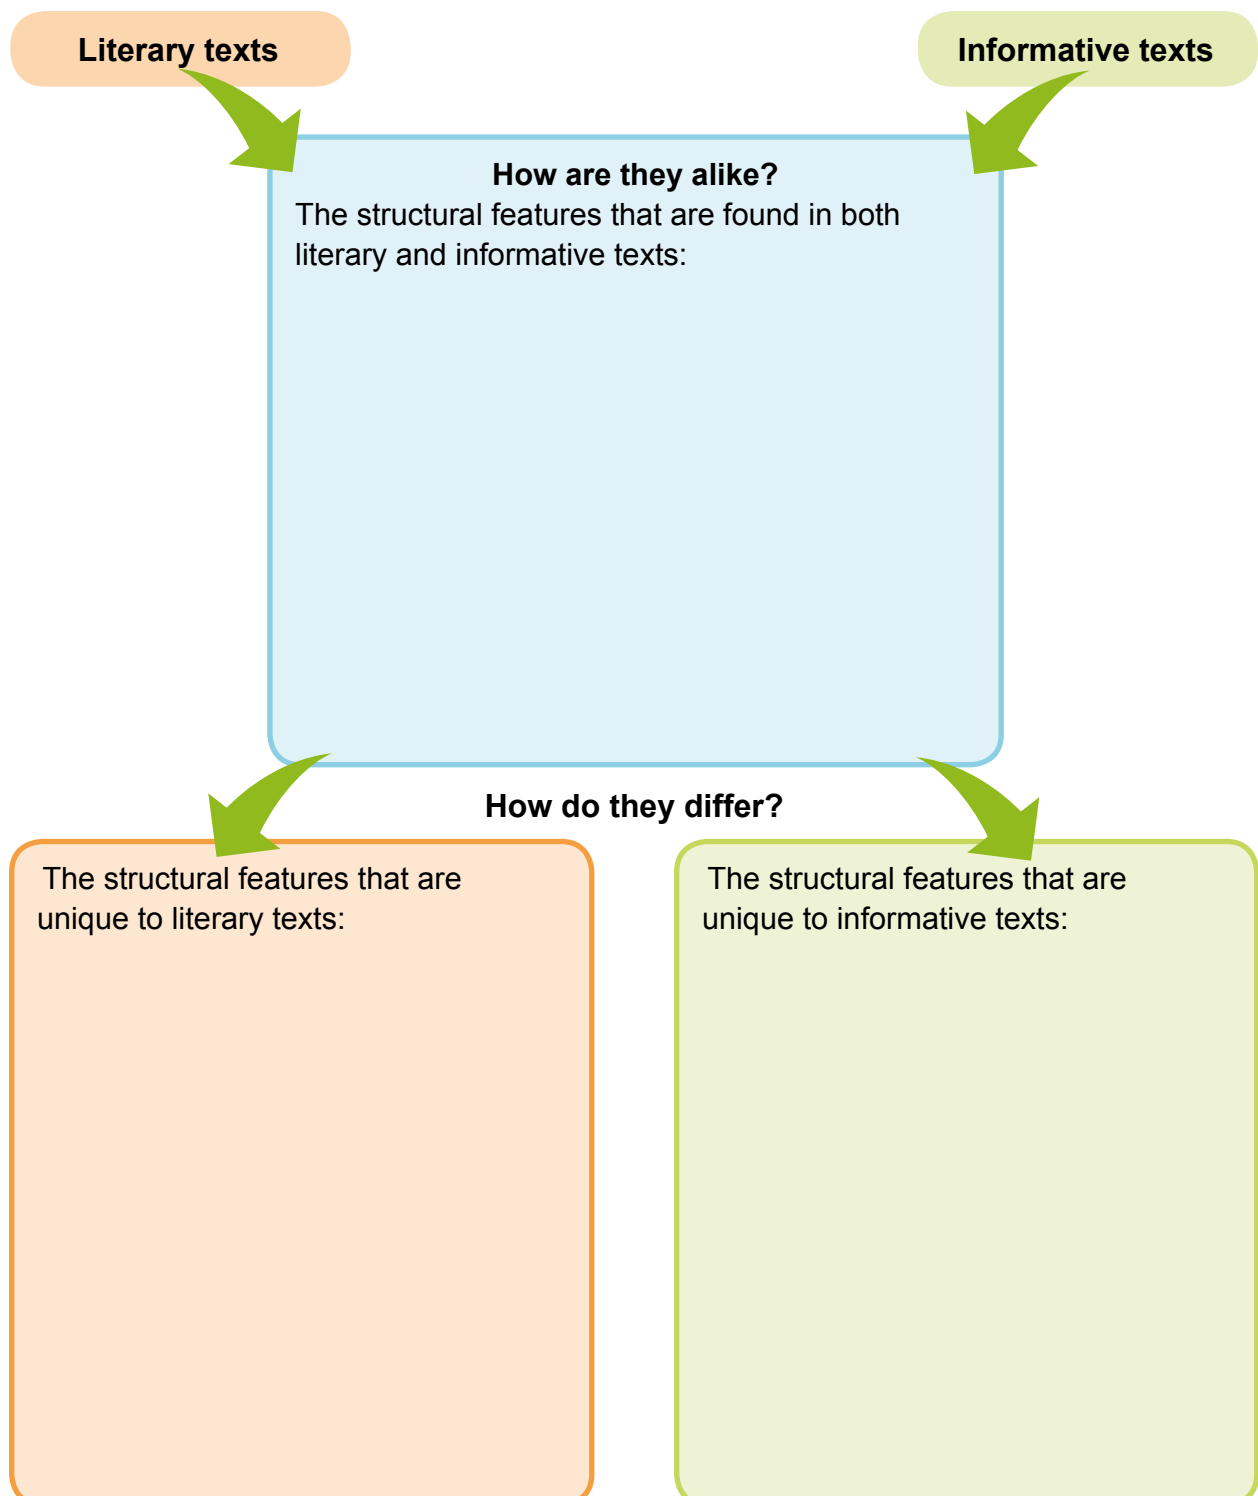 Literary texts
Informative texts
How are they alike?
The structural features that are found in both
literary and informative texts:
How do they differ?
The structural features that are
unique to literary texts:
The structural features that are
unique to informative texts: